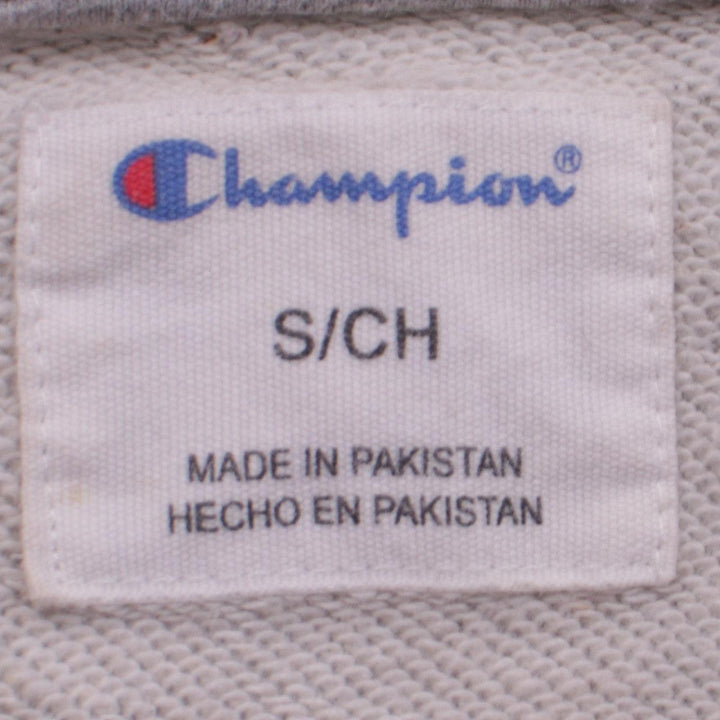 Champion®
S/CH
MADE IN PAKISTAN
HECHO EN PAKISTAN